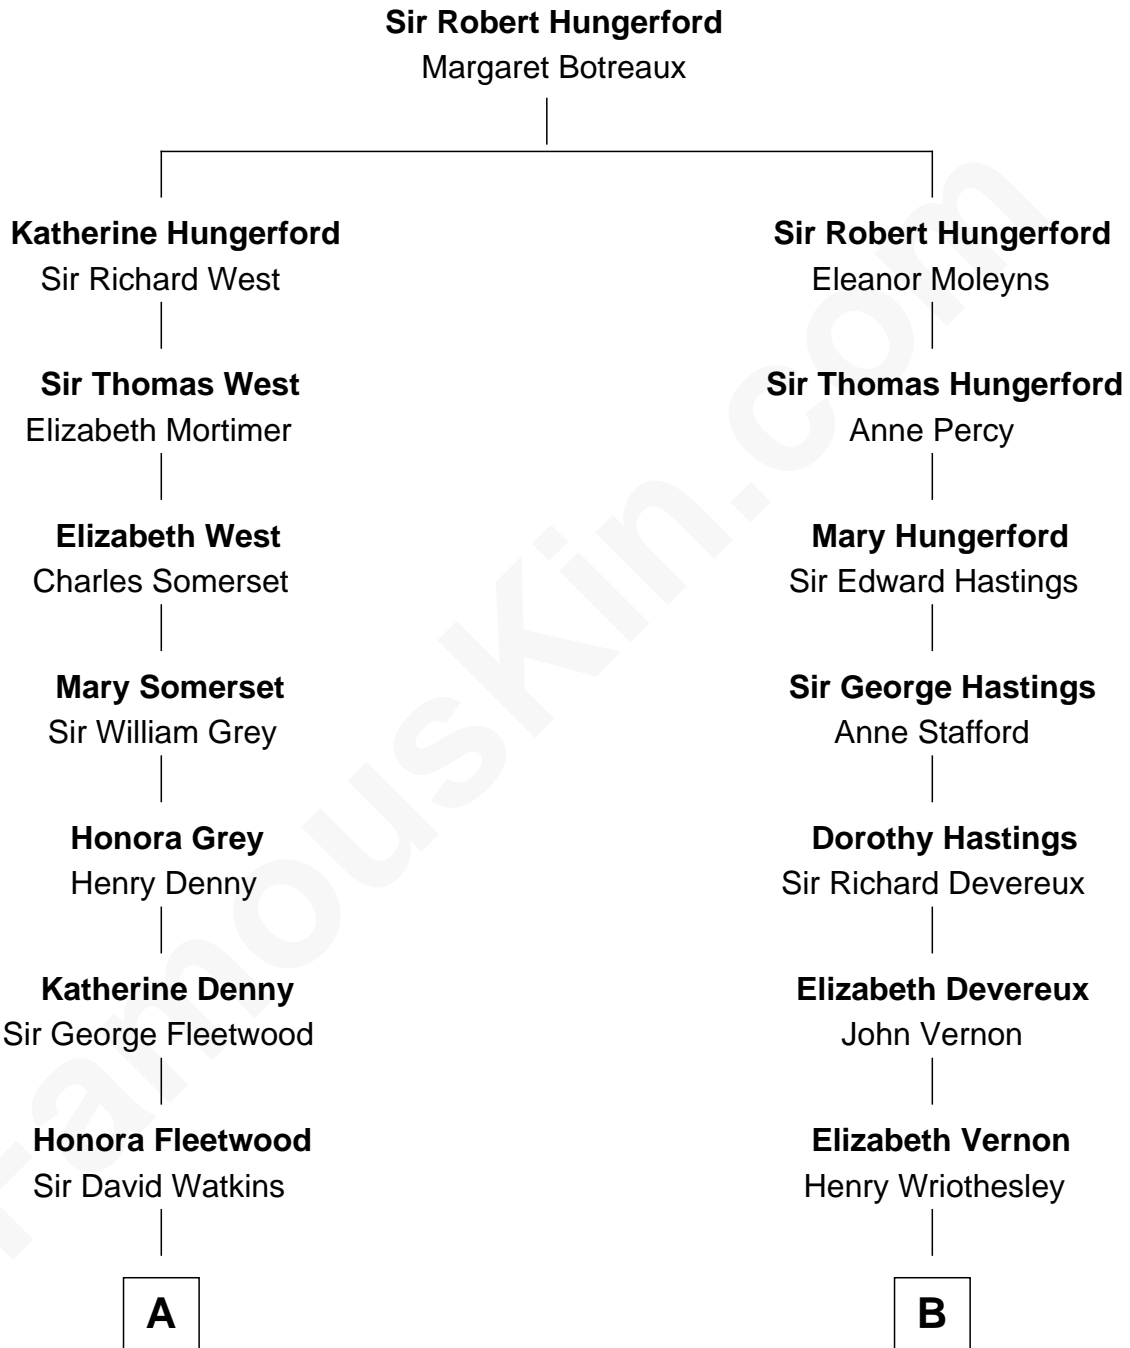 Sir Robert Hungerford
Margaret Botreaux
Katherine Hungerford
Sir Richard West
Sir Thomas West
Elizabeth Mortimer
Elizabeth West
Charles Somerset
Mary Somerset
Sir William Grey
Honora Grey
Henry Denny
Katherine Denny
Sir George Fleetwood
Honora Fleetwood
Sir David Watkins
A
Sir Robert Hungerford
Eleanor Moleyns
Sir Thomas Hungerford
Anne Percy
Mary Hungerford
Sir Edward Hastings
Sir George Hastings
Anne Stafford
Dorothy Hastings
Sir Richard Devereux
Elizabeth Devereux
John Vernon
Elizabeth Vernon
Henry Wriothesley
B
FamousKin.com